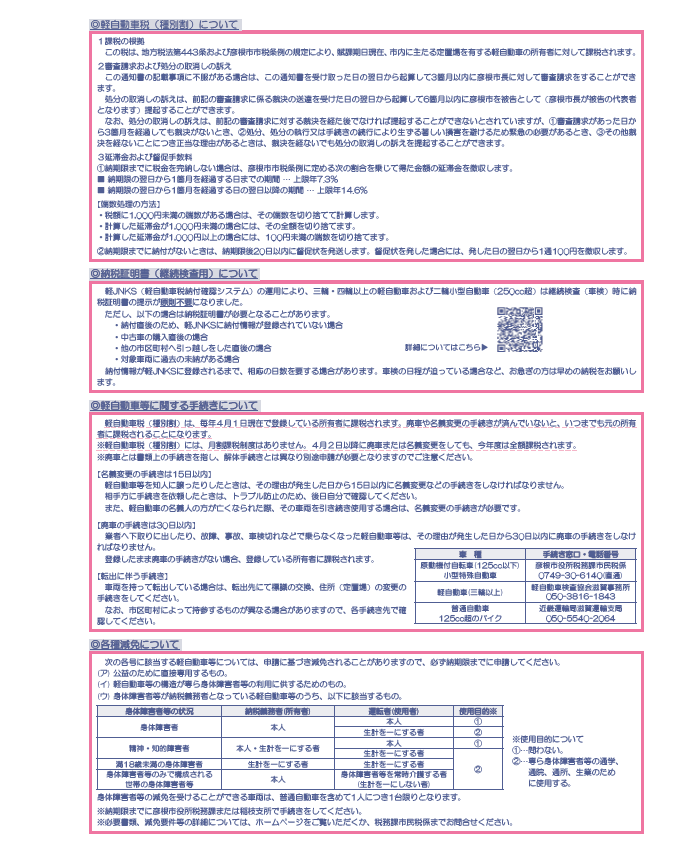 ◎軽自動車税（種別割）について
１課税の根拠
この税は、地方税法第443条および彦根市市税条例の規定により、賦課期日現在、市内に主たる定置場を有する軽自動車の所有者に対して課税されます。
２審査請求および処分の取消しの訴え
この通知書の記載事項に不服がある場合は、この通知書を受け取った日の翌日から起算して3箇月以内に彦根市長に対して審査請求をすることができ
ます。
処分の取消しの訴えは、前記の審査請求に係る裁決の送達を受けた日の翌日から起算して6箇月以内に彦根市を被告として（彦根市長が被告の代表者
となります）提起することができます。
なお、処分の取消しの訴えは、前記の審査請求に対する裁決を経た後でなければ提起することができないとされていますが、①審査請求があった日か
ら3箇月を経過しても裁決がないとき、②処分、処分の執行又は手続きの続行により生ずる著しい損害を避けるため緊急の必要があるとき、③その他裁
決を経ないことにつき正当な理由があるときは、裁決を経ないでも処分の取消しの訴えを提起することができます。
３延滞金および督促手数料
①納期限までに税金を完納しない場合は、彦根市市税条例に定める次の割合を乗じて得た金額の延滞金を徴収します。
■ 納期限の翌日から1箇月を経過する日までの期間 … 上限年7.3％
■ 納期限の翌日から1箇月を経過する日の翌日以降の期間 … 上限年14.6％
【端数処理の方法】
・税額に1,000円未満の端数がある場合は、その端数を切り捨てて計算します。
・計算した延滞金が1,000円未満の場合には、その全額を切り捨てます。
・計算した延滞金が1,000円以上の場合には、100円未満の端数を切り捨てます。
②納期限までに納付がないときは、納期限後20日以内に督促状を発送します。督促状を発した場合には、発した日の翌日から1通100円を徴収します。
◎納税証明書（継続検査用）について
軽JNKS（軽自動車税納付確認システム）の運用により、三輪・四輪以上の軽自動車および二輪小型自動車（250cc超）は継続検査（車検）時に納
税証明書の提示が原則不要になりました。
ただし、以下の場合は納税証明書が必要となることがあります。
・納付直後のため、軽JNKSに納付情報が登録されていない場合
・中古車の購入直後の場合
・他の市区町村へ引っ越しをした直後の場合
詳細についてはこちら▶
・対象車両に過去の未納がある場合
納付情報が軽JNKSに登録されるまで、相応の日数を要する場合があります。車検の日程が迫っている場合など、お急ぎの方は早めの納税をお願いし
ます。
◎軽自動車等に関する手続きについて
軽自動車税（種別割）は、毎年４月１日現在で登録している所有者に課税されます。廃車や名義変更の手続きが済んでいないと、いつまでも元の所有
者に課税されることになります。
※軽自動車税（種別割）には、月割課税制度はありません。４月２日以降に廃車または名義変更をしても、今年度は全額課税されます。
※廃車とは書類上の手続きを指し、解体手続きとは異なり別途申請が必要となりますのでご注意ください。
【名義変更の手続きは15日以内】
軽自動車等を知人に譲ったりしたときは、その理由が発生した日から15日以内に名義変更などの手続きをしなければなりません。
相手方に手続きを依頼したときは、トラブル防止のため、後日自分で確認してください。
また、軽自動車の名義人の方が亡くなられた際、その車両を引き続き使用する場合は、名義変更の手続きが必要です。
【廃車の手続きは30日以内】
業者へ下取りに出したり、故障、事故、車検切れなどで乗らなくなった軽自動車等は、その理由が発生した日から30日以内に廃車の手続きをしなけ
ればなりません。
登録したまま廃車の手続きがない場合、登録している所有者に課税されます。
【転出に伴う手続き】
車両を持って転出している場合は、転出先にて標識の交換、住所（定置場）の変更の
手続きをしてください。
なお、市区町村によって持参するものが異なる場合がありますので、各手続き先で確
認してください。
車　種　手続き窓口・電話番号
原動機付自転車（125cc以下）
小型特殊自動車
彦根市役所税務課市民税係
0749-30-6140（直通）
軽自動車（三輪以上）
軽自動車検査協会滋賀事務所
050-3816-1843
普通自動車
125cc超のバイク
近畿運輸局滋賀運輸支局
050-5540-2064
◎各種減免について
次の各号に該当する軽自動車等については、申請に基づき減免されることがありますので、必ず納期限までに申請してください。
（ア）公益のために直接専用するもの。
（イ）軽自動車等の構造が専ら身体障害者等の利用に供するためのもの。
（ウ）身体障害者等が納税義務者となっている軽自動車等のうち、以下に該当するもの。
身体障害者等の状況　納税義務者（所有者）　運転者（使用者）　使用目的※
身体障害者　本人　本人　①
生計を一にする者　②
精神・知的障害者　本人・生計を一にする者　本人　①
生計を一にする者　②
満18歳未満の身体障害者　生計を一にする者　生計を一にする者
身体障害者等のみで構成される
世帯の身体障害者等
本人
身体障害者等を常時介護する者
（生計を一にしない者）
※使用目的について
①…問わない。
②…専ら身体障害者等の通学、
通院、通所、生業のため
に使用する。
身体障害者等の減免を受けることができる車両は、普通自動車を含めて1人につき1台限りとなります。
※納期限までに彦根市役所税務課または稲枝支所で手続きをしてください。
※必要書類、減免要件等の詳細については、ホームページをご覧いただくか、税務課市民税係までお問合せください。